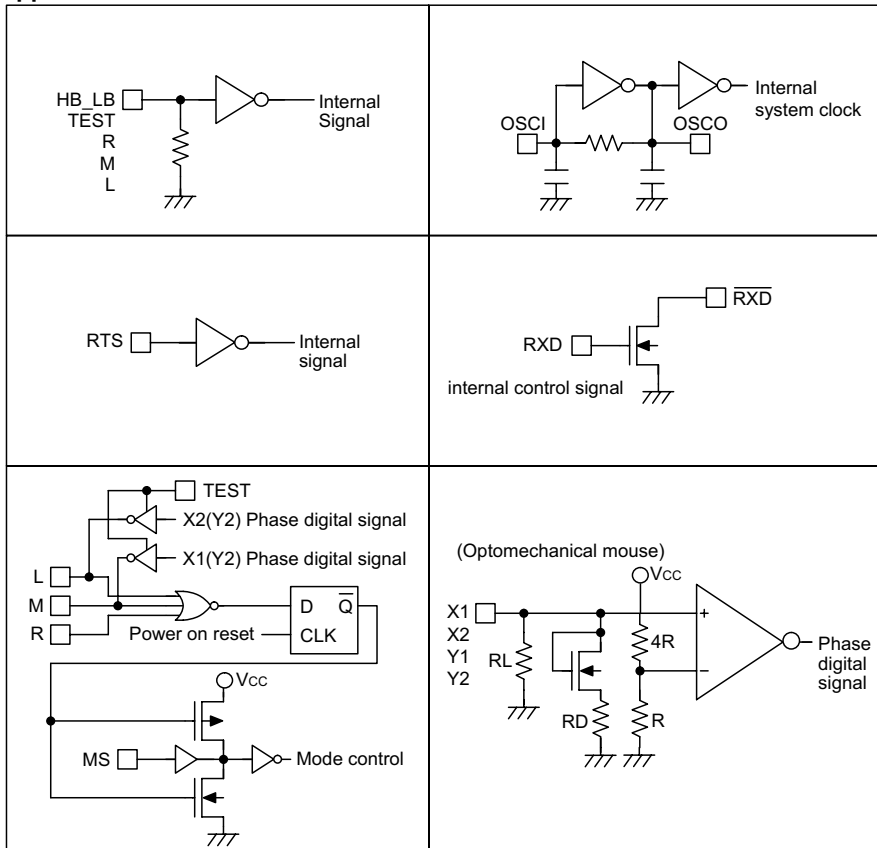 HB_LB
TEST
R
M
L
Internal
Signal
OSCI
OSCO
Internal
system clock
RTS
Internal
signal
RXD
RXD
internal control signal
TEST
X2(Y2) Phase digital signal
X1(Y2) Phase digital signal
L
M
R
D Q
CLK
Power on reset
VCC
MS
Mode control
(Optomechanical mouse)
VCC
X1
X2
Y1
Y2
RL
4R
RD
R
+
−
Phase
digital
signal